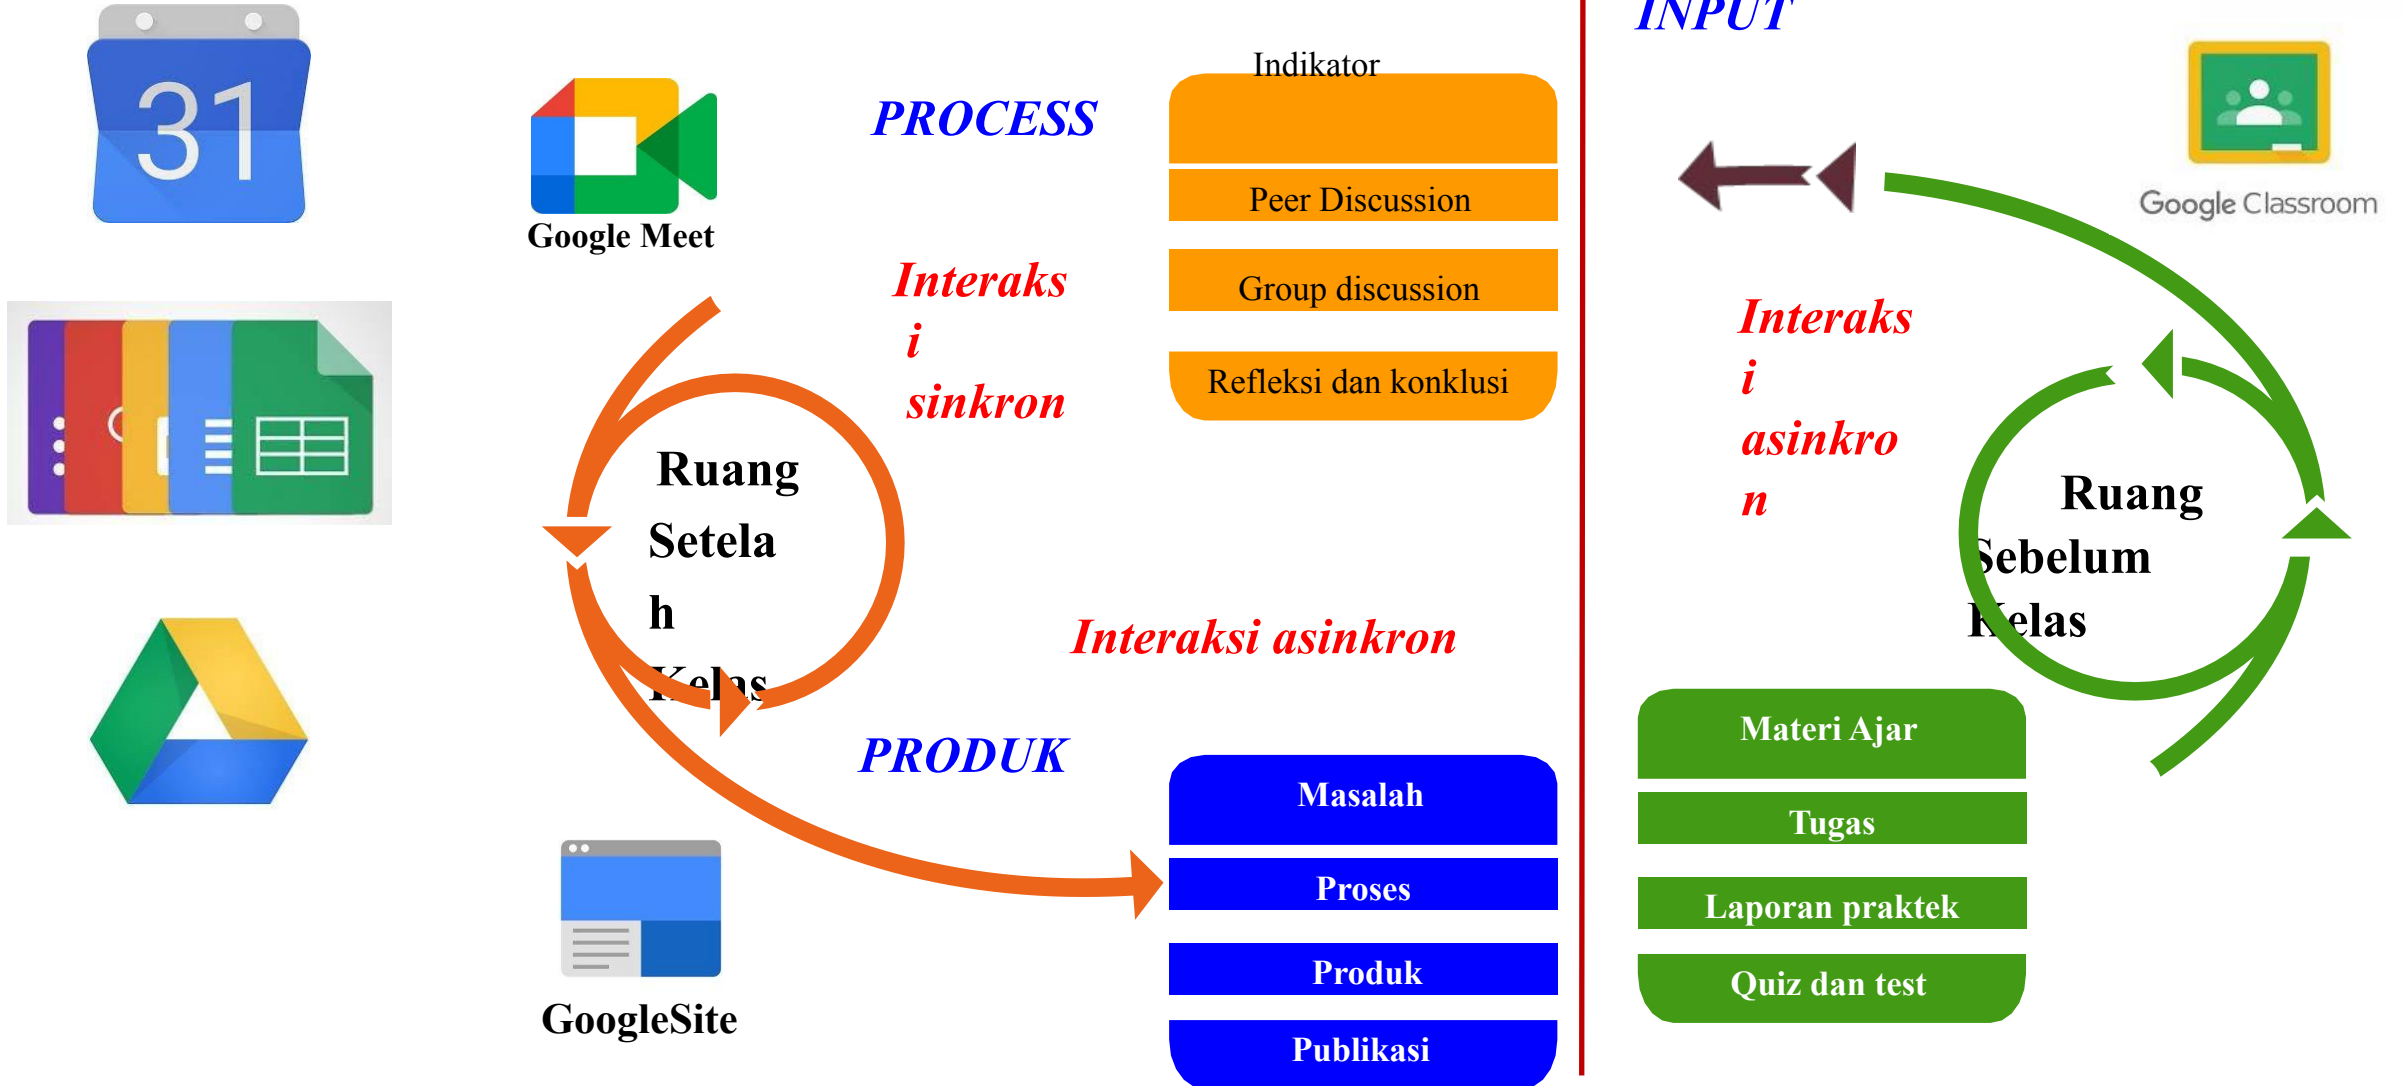 31
Google Meet
PROCESS
Interaks
i
sinkron
Indikator
Peer Discussion
Group discussion
Refleksi dan konklusi
Ruang
Setela
h
Kelas
Interaksi asinkron
PRODUK
GoogleSite
Masalah
Proses
Produk
Publikasi
INPUT
Google Classroom
Interaks
i
asinkro
n
Ruang
Sebelum
Kelas
Materi Ajar
Tugas
Laporan praktek
Quiz dan test